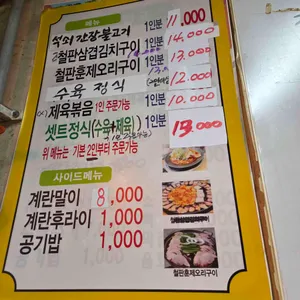 메뉴
석쇠 간장불고기 1인분 11,000
철판삼겹김치구이 1인분 14.000
철판훈제오리구이 1인분 13.000
수육 정식 12.000
제육볶음 1인 주문가능 1인분 10.000
셋트정식(수육+제육) 13.000
위 메뉴는 기본 2인부터 주문가능
사이드메뉴
계란말이 8,000
계란후라이 1,000
공기밥 1,000
철판훈제오리구이